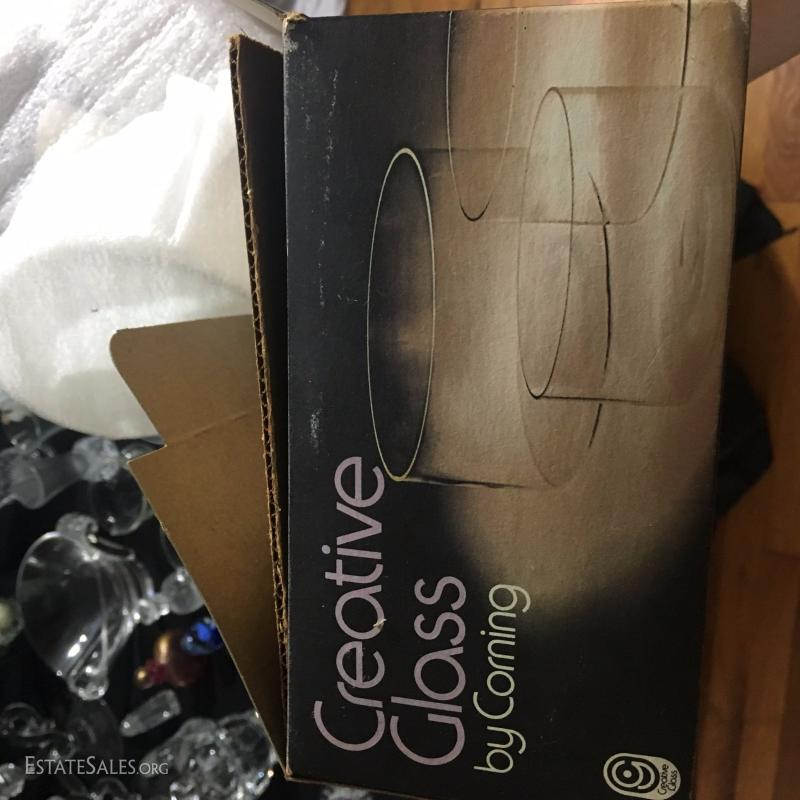 Creative
Glass
by Corning
Creative
Glass
ESTATESALES.ORG